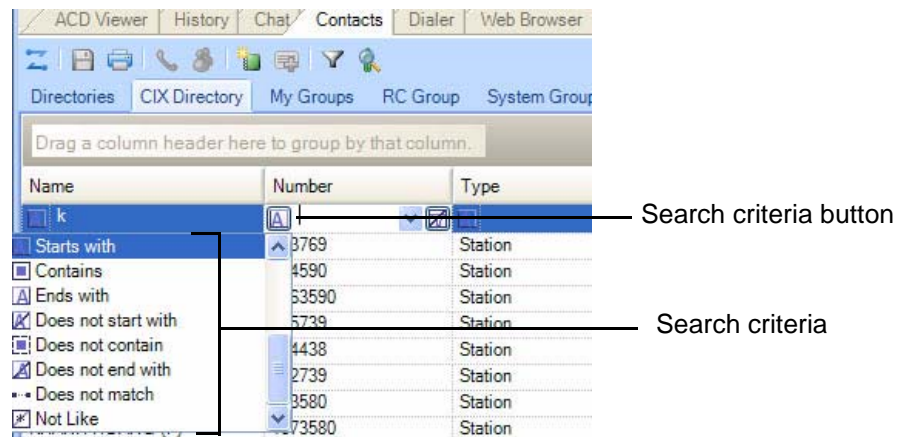 ACD Viewer History Chat Contacts Dialer Web Browser
Directories CIX Directory My Groups RC Group System Group
Drag a column header here to group by that column.
Name Number Type
k
Search criteria button
Starts with 3769 Station
Contains 4590 Station
Ends with 63590 Station
Does not start with 5739 Station
Search criteria
Does not contain 4438 Station
Does not end with 2739 Station
Does not match 3580 Station
Not Like 73580 Station